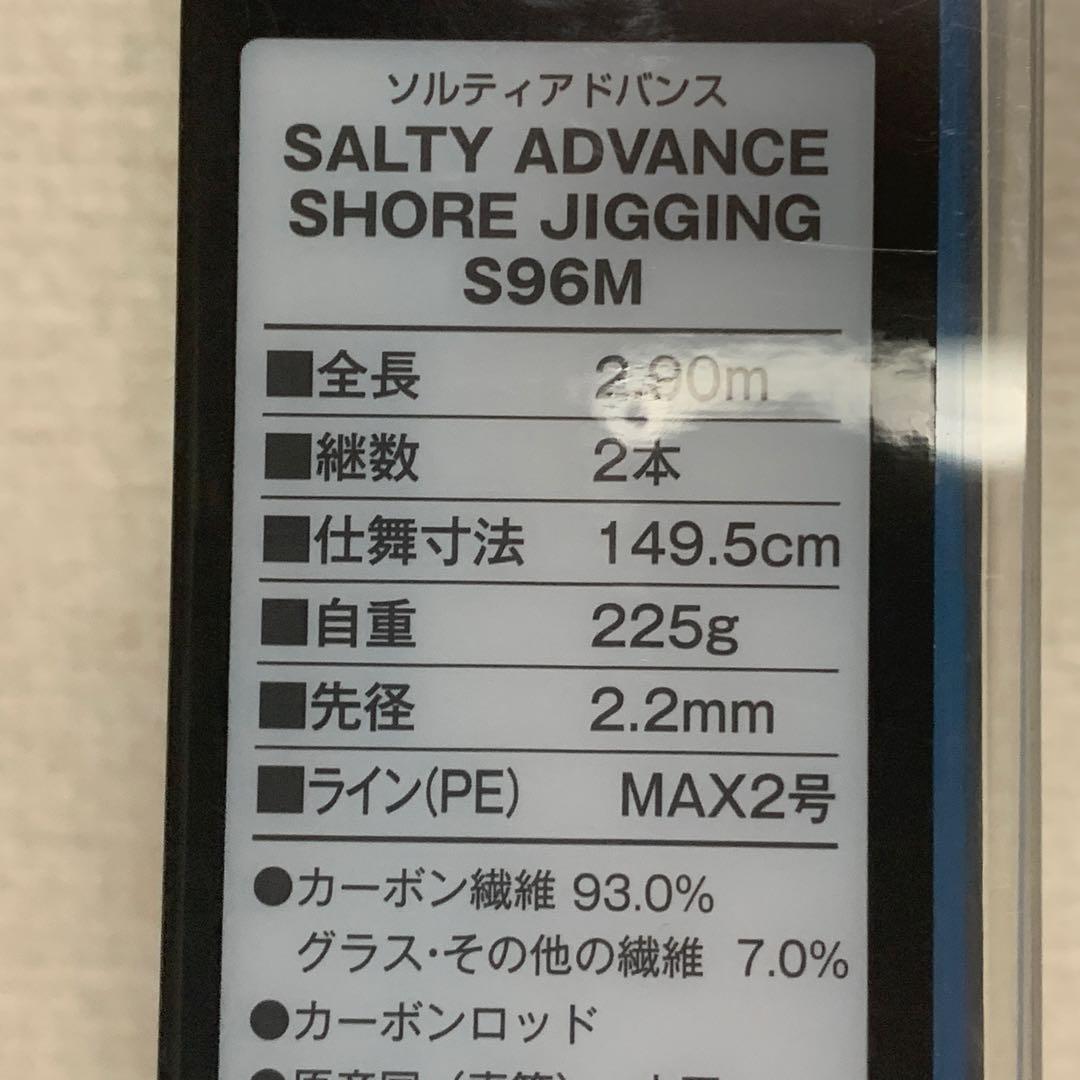 ソルティアドバンス
SALTY ADVANCE
SHORE JIGGING
S96M
■全長 2.90m
■継数 2本
■仕舞寸法 149.5cm
■自重 225g
■先径 2.2mm
■ライン(PE) MAX2号
●カーボン繊維 93.0%
グラス・その他の繊維 7.0%
●カーボンロッド